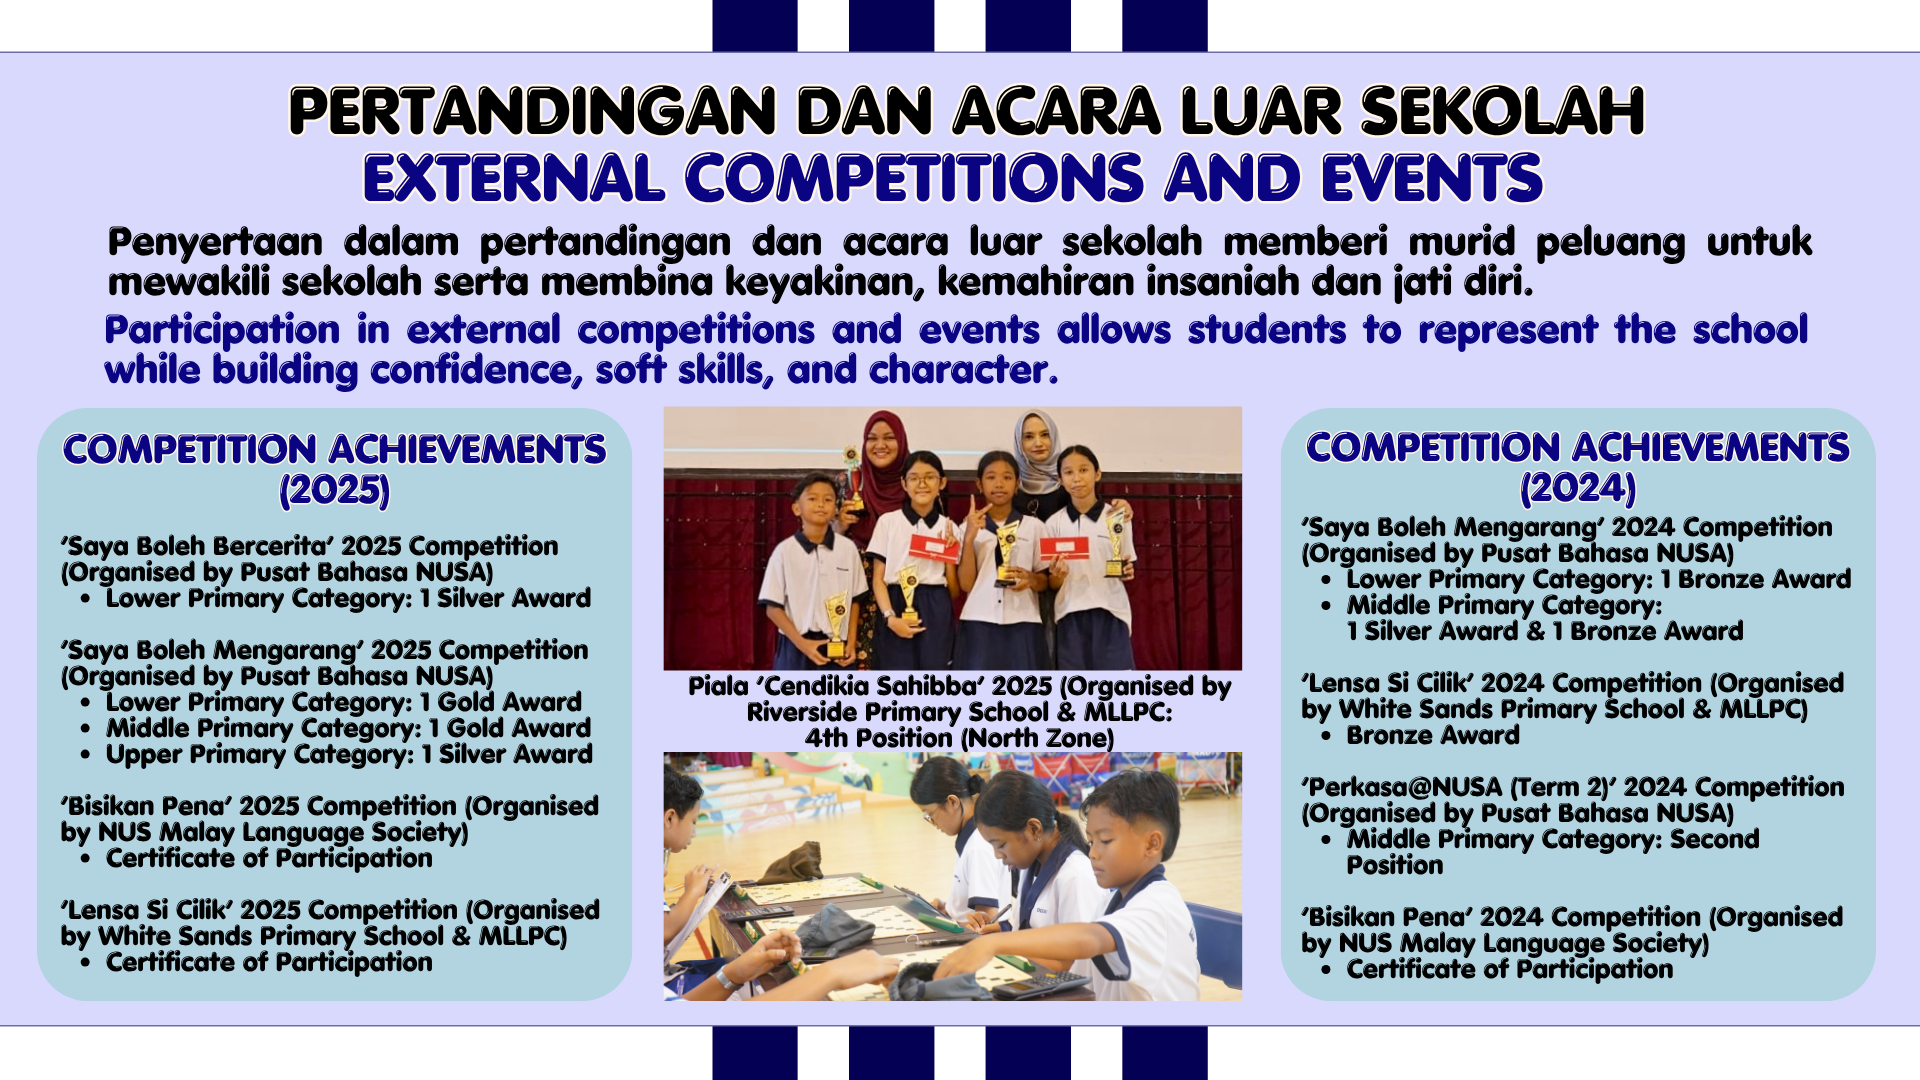 PERTANDINGAN DAN ACARA LUAR SEKOLAH
EXTERNAL COMPETITIONS AND EVENTS
Penyertaan dalam pertandingan dan acara luar sekolah memberi murid peluang untuk
mewakili sekolah serta membina keyakinan, kemahiran insaniah dan jati diri.
Participation in external competitions and events allows students to represent the school
while building confidence, soft skills, and character.
COMPETITION ACHIEVEMENTS
(2025)
'Saya Boleh Bercerita' 2025 Competition
(Organised by Pusat Bahasa NUSA)
• Lower Primary Category: 1 Silver Award
'Saya Boleh Mengarang' 2025 Competition
(Organised by Pusat Bahasa NUSA)
• Lower Primary Category: 1 Gold Award
• Middle Primary Category: 1 Gold Award
• Upper Primary Category: 1 Silver Award
'Bisikan Pena' 2025 Competition (Organised
by NUS Malay Language Society)
• Certificate of Participation
'Lensa Si Cilik' 2025 Competition (Organised
by White Sands Primary School & MLLPC)
• Certificate of Participation
Piala 'Cendikia Sahibba' 2025 (Organised by
Riverside Primary School & MLLPC:
4th Position (North Zone)
COMPETITION ACHIEVEMENTS
(2024)
'Saya Boleh Mengarang' 2024 Competition
(Organised by Pusat Bahasa NUSA)
• Lower Primary Category: 1 Bronze Award
• Middle Primary Category:
1 Silver Award & 1 Bronze Award
'Lensa Si Cilik' 2024 Competition (Organised
by White Sands Primary School & MLLPC)
• Bronze Award
'Perkasa@NUSA (Term 2)' 2024 Competition
(Organised by Pusat Bahasa NUSA)
• Middle Primary Category: Second
Position
'Bisikan Pena' 2024 Competition (Organised
by NUS Malay Language Society)
• Certificate of Participation